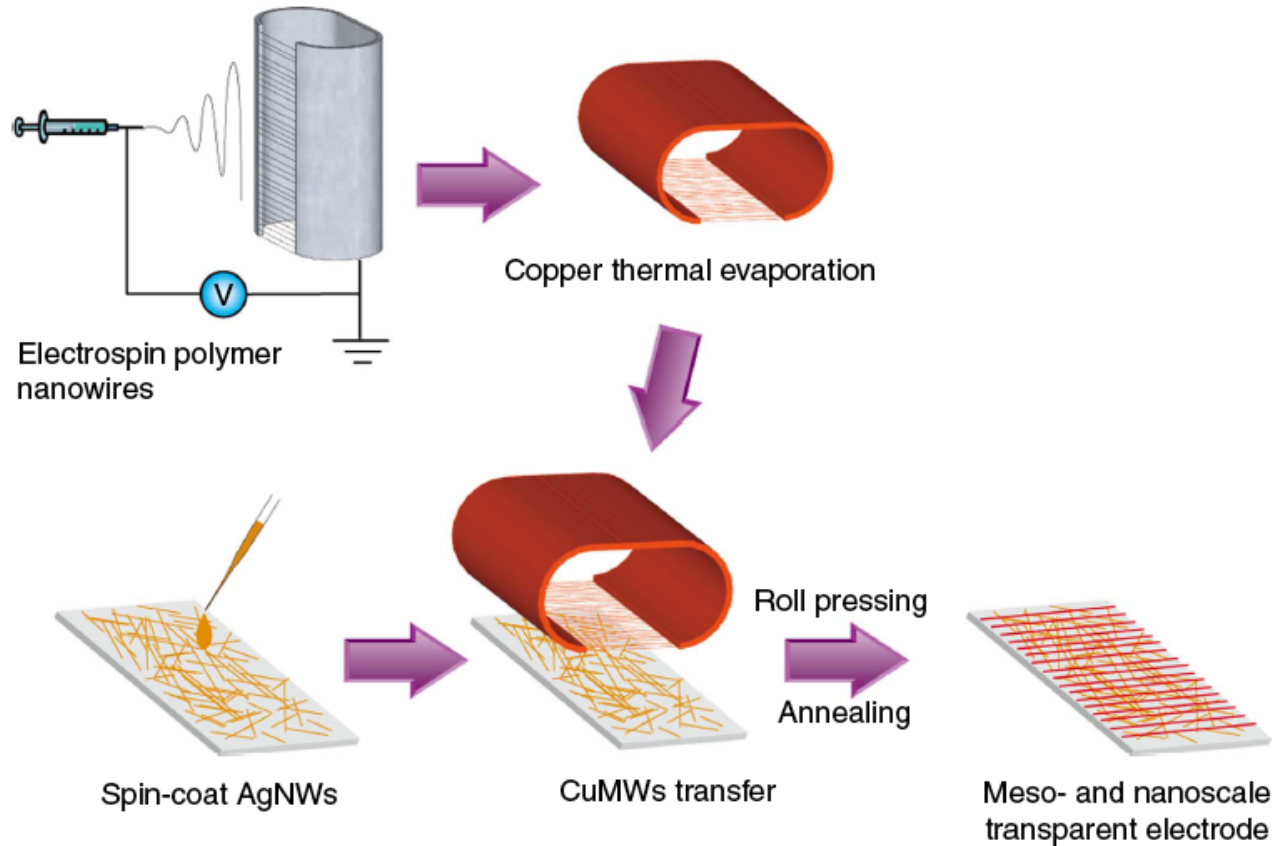 V
Electrospin polymer
nanowires
Copper thermal evaporation
Spin-coat AgNWs
CuMWs transfer
Roll pressing
Annealing
Meso- and nanoscale
transparent electrode